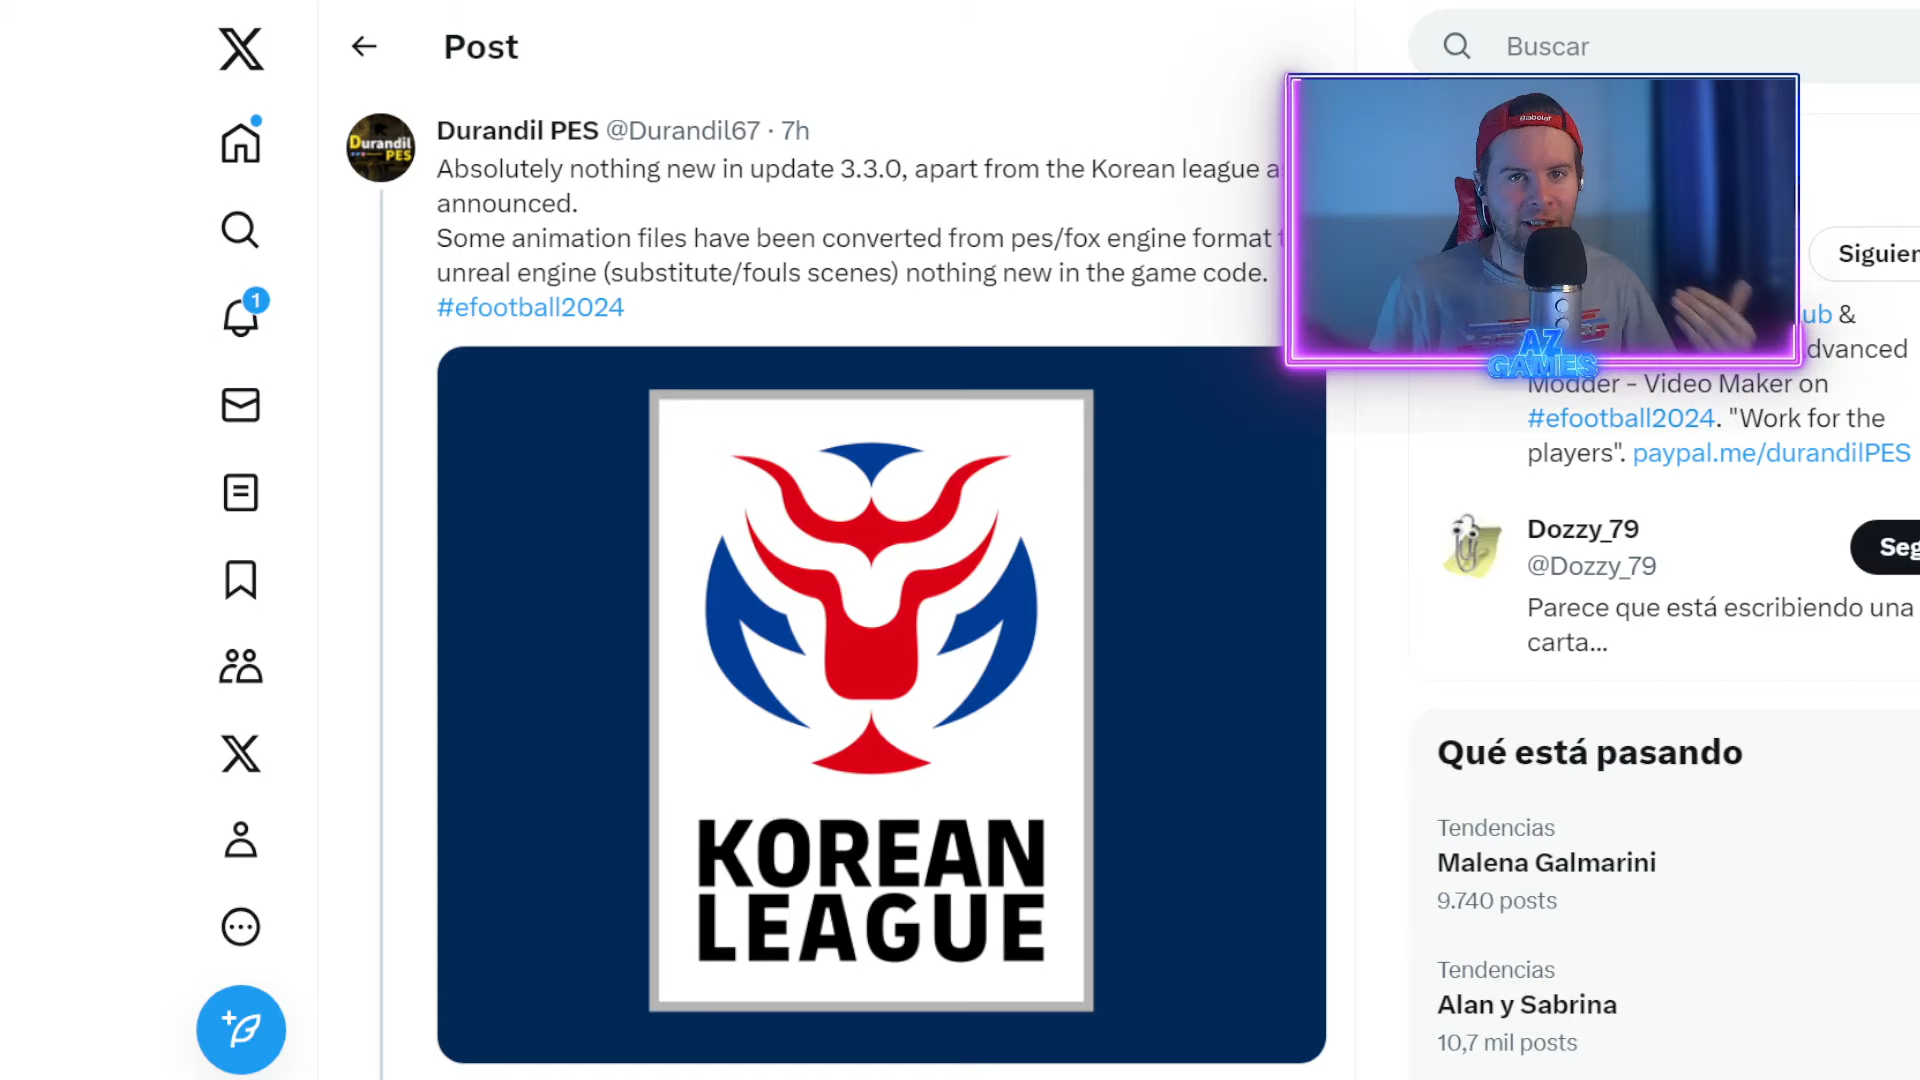 Post
Buscar
Durandil PES @Durandil67 · 7h
Absolutely nothing new in update 3.3.0, apart from the Korean league
announced.
Some animation files have been converted from pes/fox engine format
unreal engine (substitute/fouls scenes) nothing new in the game code.
#efootball2024
Durandil
PES
1
KOREAN
LEAGUE
Babolat
AZ
GAMES
&
Modder - Video Maker on
#efootball2024. "Work for the
players". paypal.me/durandilPES
Dozzy_79
@Dozzy_79
Parece que está escribiendo una
carta...
Qué está pasando
Tendencias
Malena Galmarini
9.740 posts
Tendencias
Alan y Sabrina
10,7 mil posts